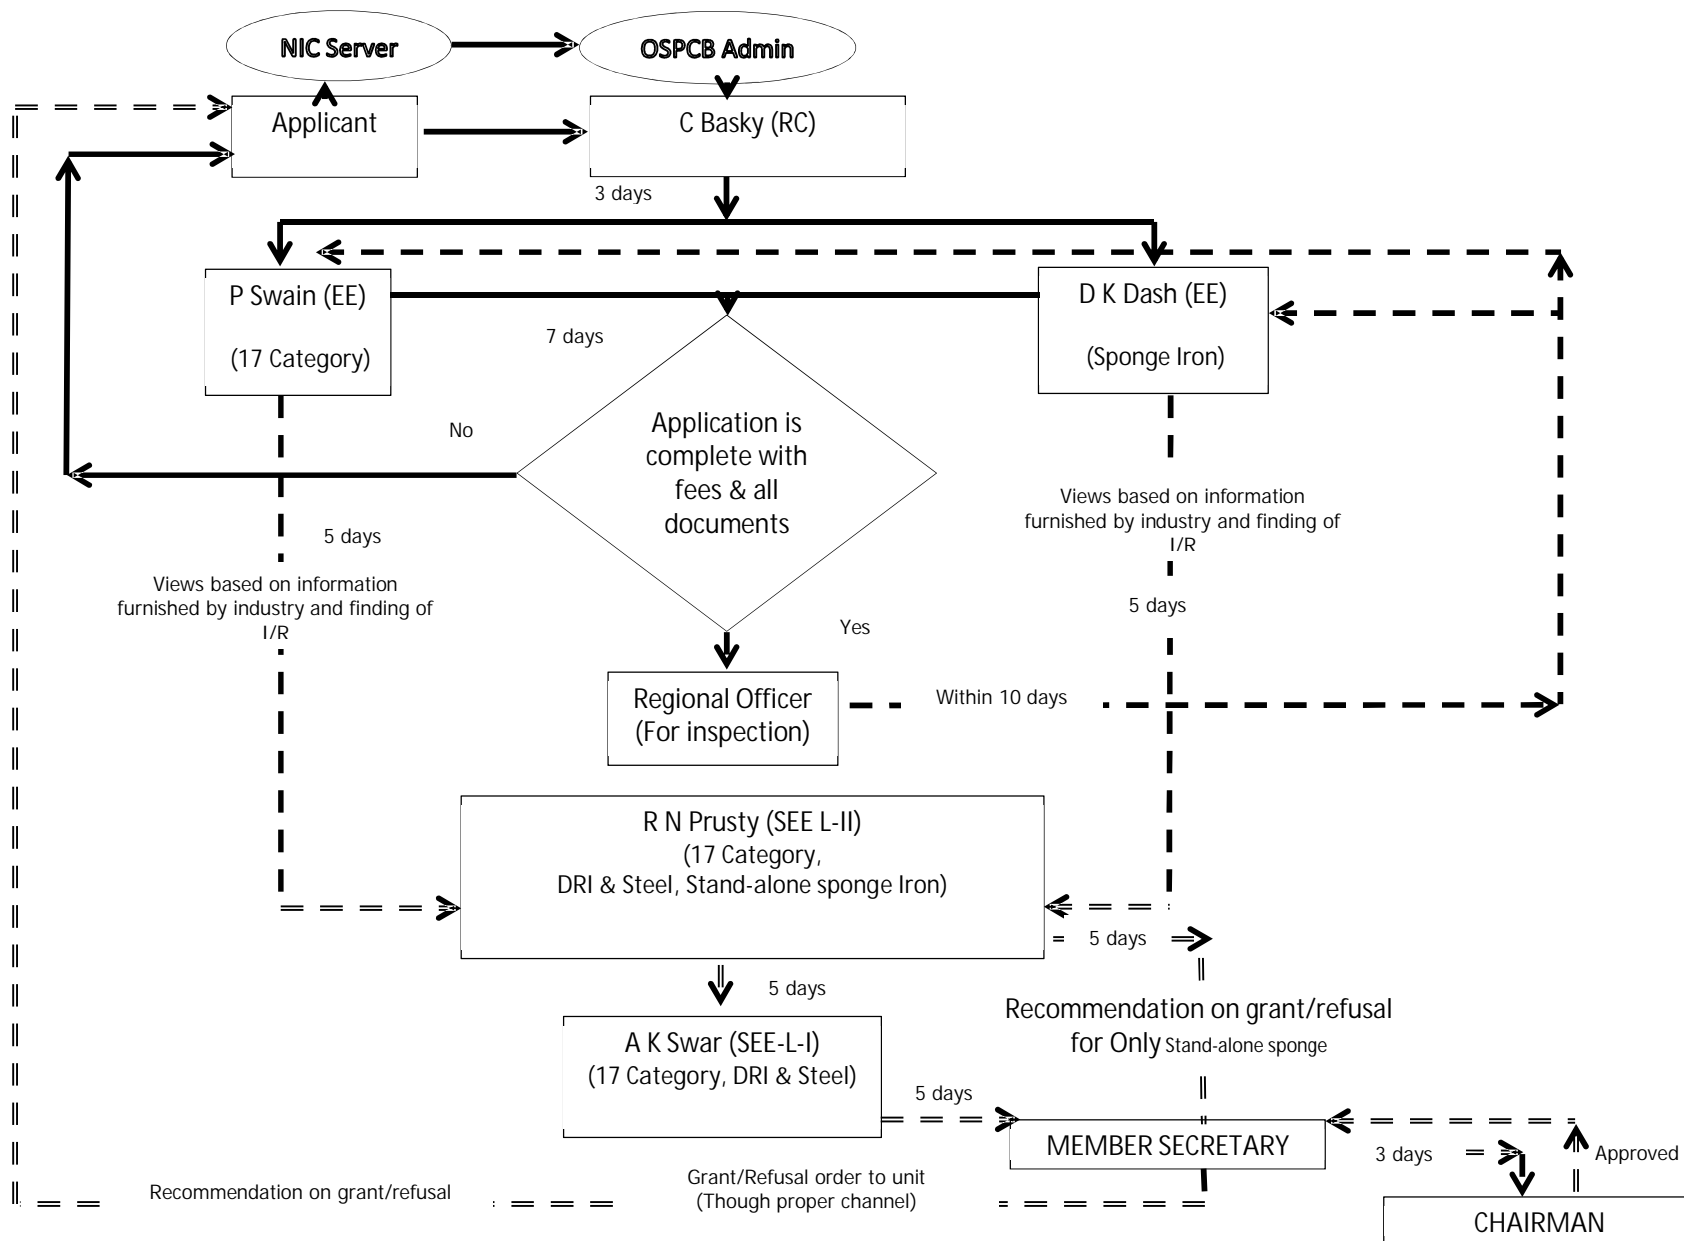 NIC Server
OSPCB Admin
Applicant
C Basky (RC)
3 days
P Swain (EE)
(17 Category)
D K Dash (EE)
(Sponge Iron)
7 days
No
Application is
complete with
fees & all
documents
Views based on information
furnished by industry and finding of
I/R
5 days
Views based on information
furnished by industry and finding of
I/R
5 days
Yes
Regional Officer
(For inspection)
Within 10 days
R N Prusty (SEE L-II)
(17 Category,
DRI & Steel, Stand-alone sponge Iron)
5 days
5 days
Recommendation on grant/refusal
for Only Stand-alone sponge
A K Swar (SEE-L-I)
(17 Category, DRI & Steel)
5 days
MEMBER SECRETARY
3 days
Approved
Recommendation on grant/refusal
Grant/Refusal order to unit
(Though proper channel)
CHAIRMAN